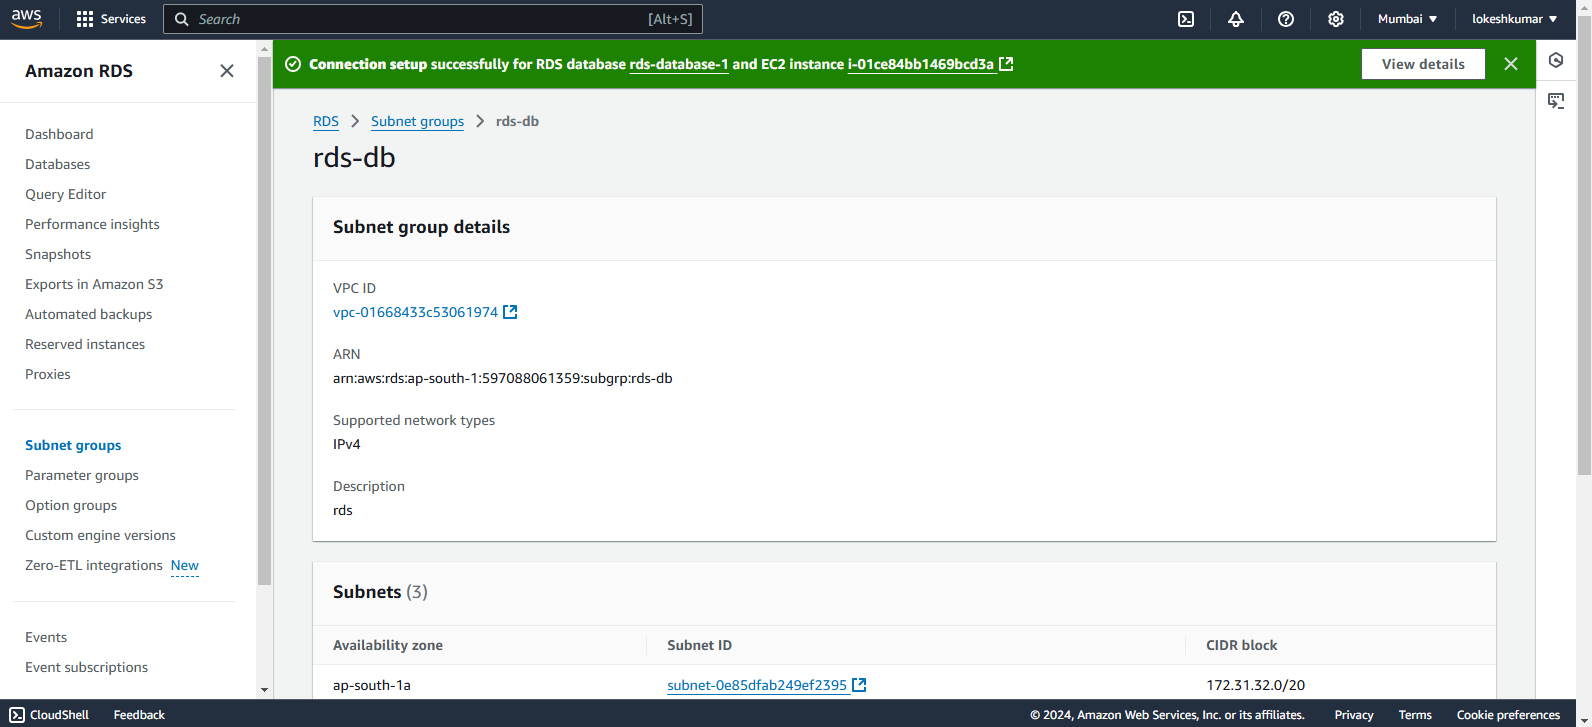 aws Services Search [Alt+S] Mumbai lokeshkumar
Amazon RDS
Dashboard
Databases
Query Editor
Performance insights
Snapshots
Exports in Amazon S3
Automated backups
Reserved instances
Proxies
Subnet groups
Parameter groups
Option groups
Custom engine versions
Zero-ETL integrations New
Events
Event subscriptions
Connection setup successfully for RDS database rds-database-1 and EC2 instance i-01ce84bb1469bcd3a View details
RDS Subnet groups rds-db
rds-db
Subnet group details
VPC ID
vpc-01668433c53061974
ARN
arn:aws:rds:ap-south-1:597088061359:subgrp:rds-db
Supported network types
IPv4
Description
rds
Subnets (3)
Availability zone Subnet ID CIDR block
ap-south-1a subnet-0e85dfab249ef2395 172.31.32.0/20
CloudShell Feedback © 2024, Amazon Web Services, Inc. or its affiliates. Privacy Terms Cookie preferences